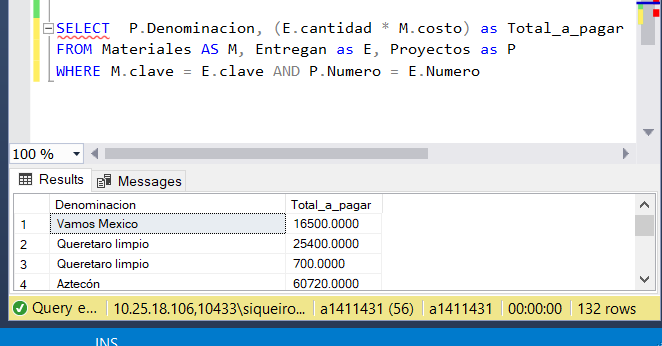 SELECT P.Denominacion, (E.cantidad * M.costo) as Total_a_pagar
FROM Materiales AS M, Entregan as E, Proyectos as P
WHERE M.clave = E.clave AND P.Numero = E.Numero
100 %
Results Messages
Denominacion Total_a_pagar
1 Vamos Mexico 16500.0000
2 Queretaro limpio 25400.0000
3 Queretaro limpio 700.0000
4 Aztecón 60720.0000
Query e... 10.25.18.106,10433\siqueiro... a1411431 (56) a1411431 00:00:00 132 rows
INS